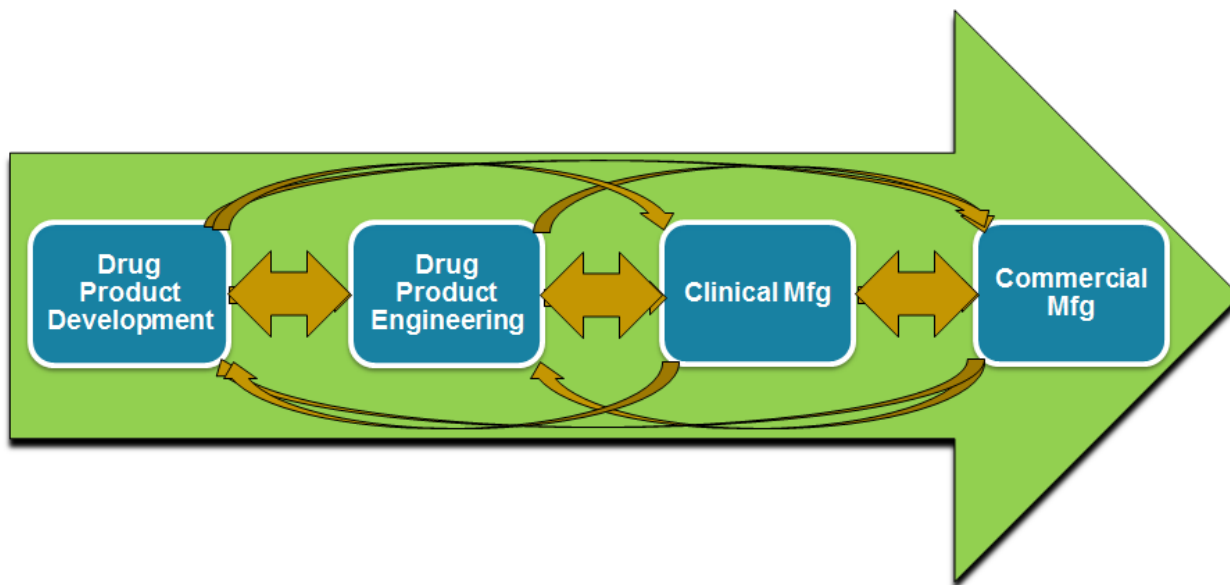 Drug
Product
Development
Drug
Product
Engineering
Clinical Mfg
Commercial
Mfg